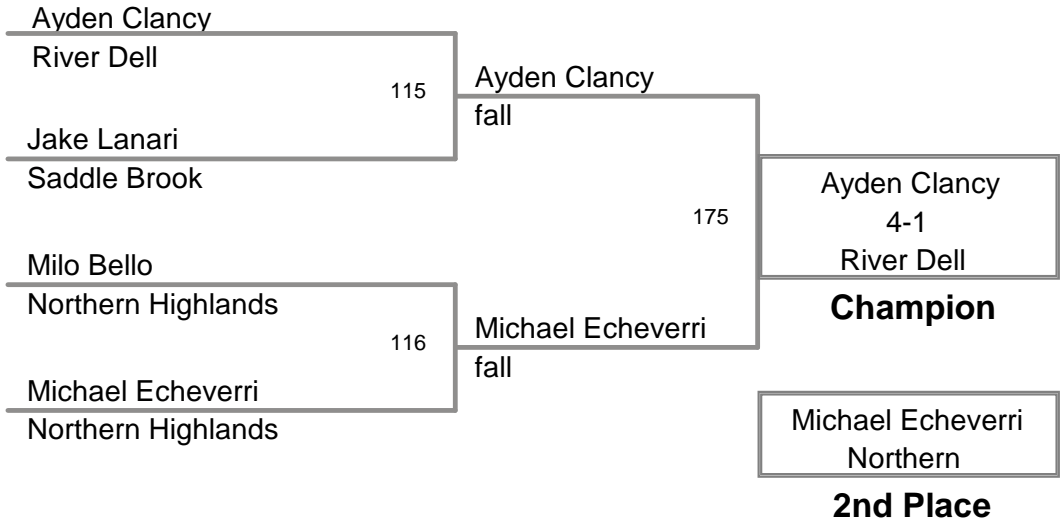 Ayden Clancy
River Dell
115
Jake Lanari
Saddle Brook
Ayden Clancy
fall
Milo Bello
Northern Highlands
116
Michael Echeverri
Northern Highlands
Michael Echeverri
fall
175
Ayden Clancy
4-1
River Dell
Champion
Michael Echeverri
Northern
2nd Place